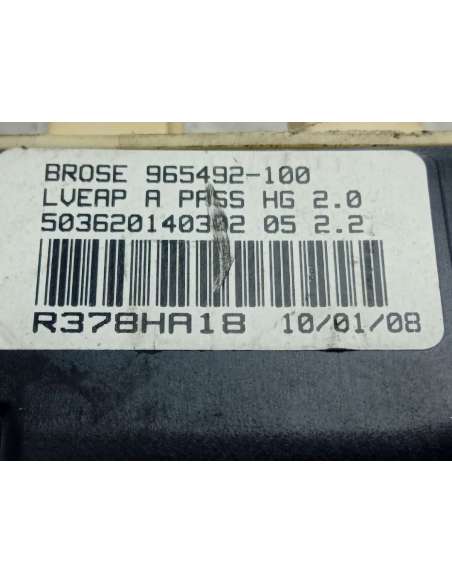 BROSE 965492-100
LVEAP A PASS HG 2.0
503620140302 05 2.2
R378HA18 10/01/08